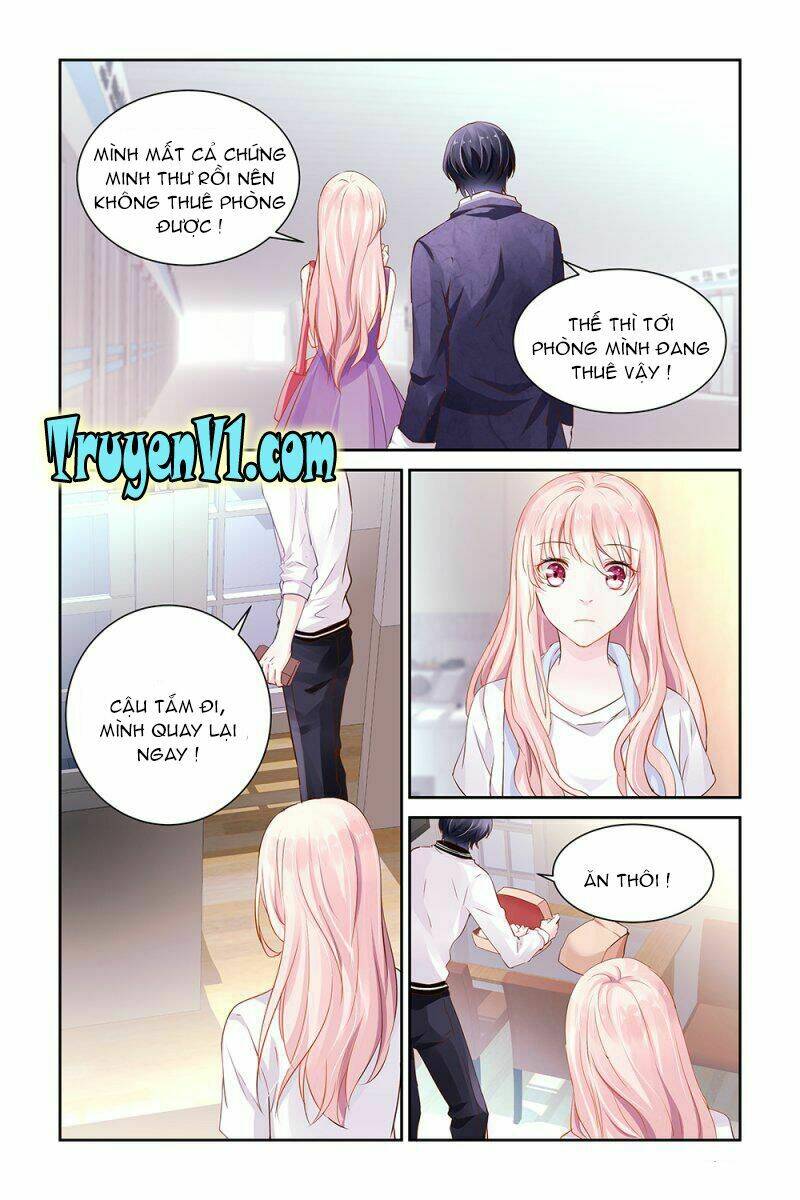 MÌNH MẤT CẢ CHỨNG
MINH THƯ RỒI NÊN
KHÔNG THUÊ PHÒNG
ĐƯỢC !
THẾ THÌ TỚI
PHÒNG MÌNH ĐANG
THUÊ VẬY !
TruyenV1.com
CẬU TẮM ĐI,
MÌNH QUAY LẠI
NGAY !
ĂN THÔI !